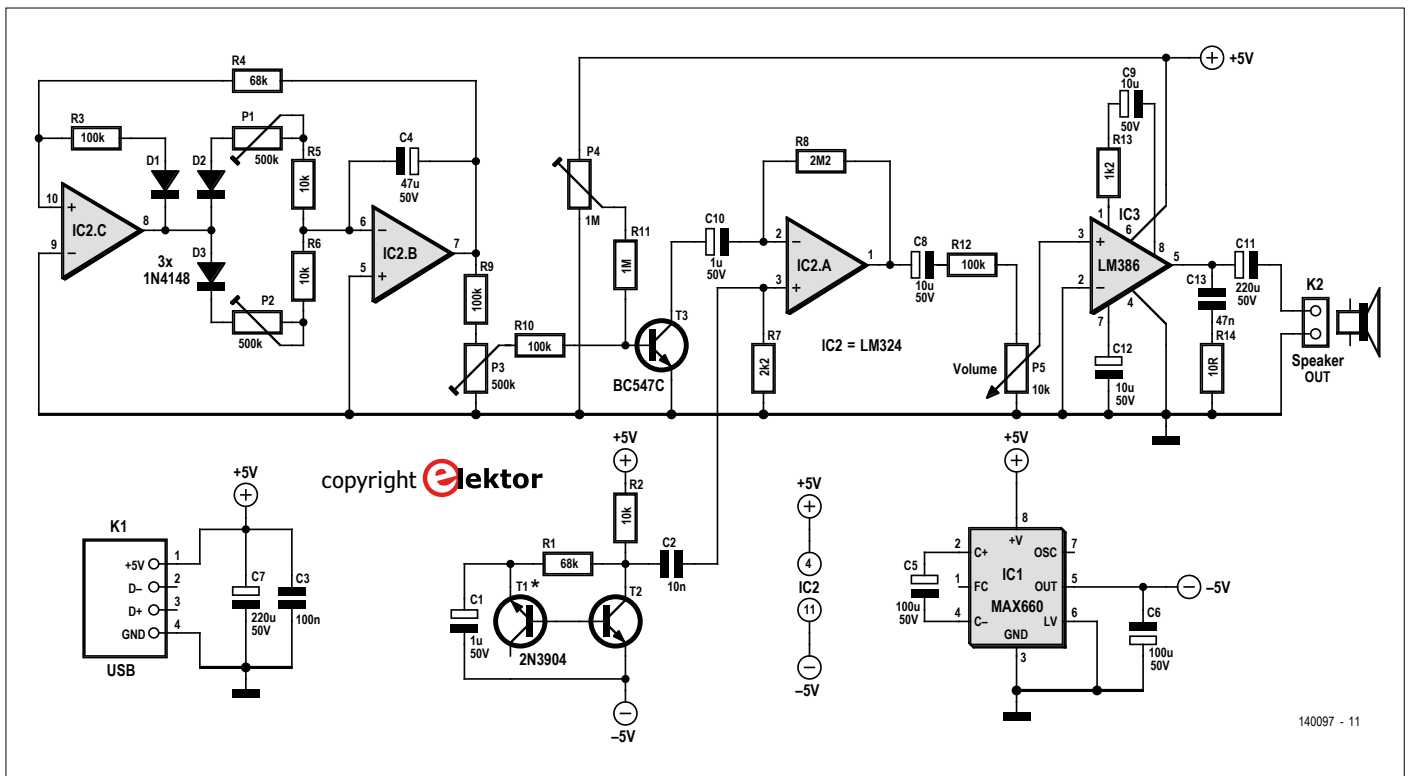 R4
68k
+5V
C9
10u
50V
R3
100k
P1
500k
D1
D2
R5
10k
C4
47u
50V
P4
1M
R8
2M2
R13
1k2
10
+
9
−
IC2.C
8
D3
3x
1N4148
R6
10k
6
−
5
+
IC2.B
7
R11
1M
C10
1u
50V
2
−
3
+
IC2.A
1
C8
10u
50V
R12
100k
1
IC3
6
3
+
2
−
LM386
8
5
4
7
C11
220u
50V
C13
47n
K2
P2
500k
R9
100k
R10
100k
T3
BC547C
R7
2k2
IC2 = LM324
Volume
P5
10k
C12
10u
50V
R14
10R
Speaker
OUT
P3
500k
copyright elektor
+5V
K1
+5V
D−
D+
GND
1
2
3
4
USB
C7
220u
50V
C3
100n
+5V
R2
10k
R1
68k
C2
10n
C1
1u
50V
T1*
T2
2N3904
−5V
+5V
4
IC2
11
−5V
+5V
8
+V
2
C+
OSC
7
1
FC
IC1
OUT
5
4
C−
MAX660
LV
6
GND
3
C5
100u
50V
−5V
C6
100u
50V
140097 - 11